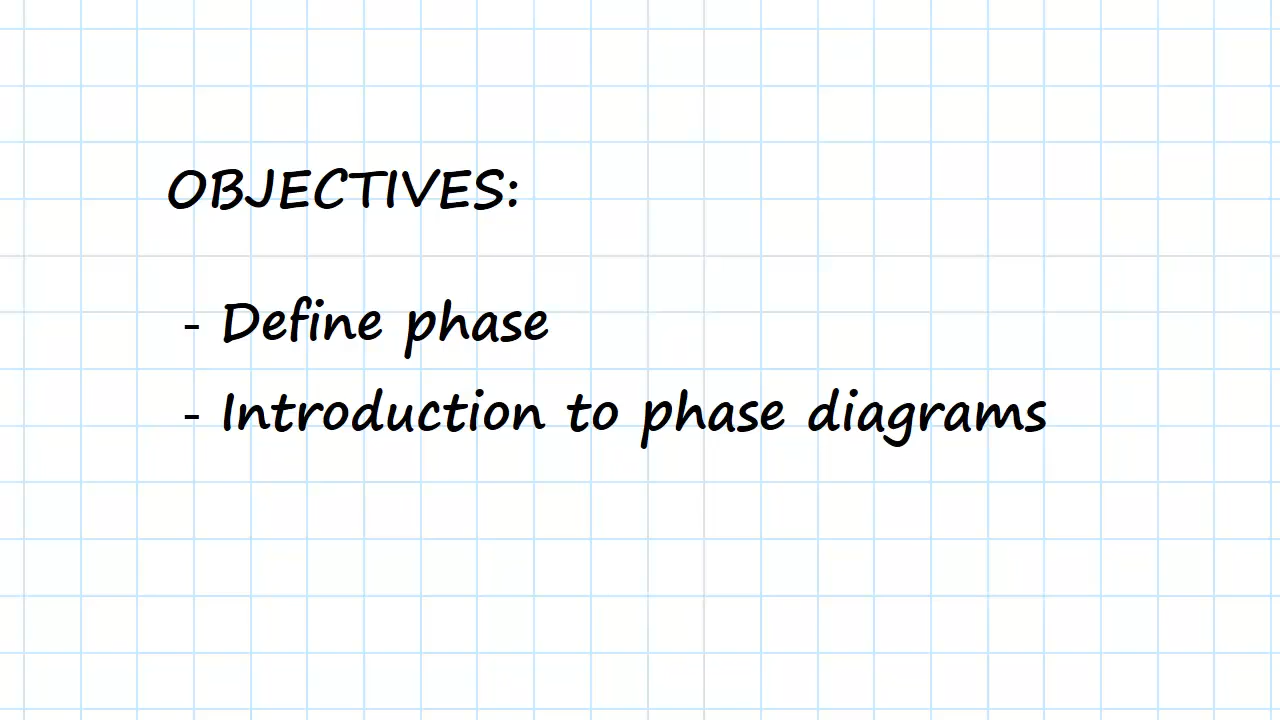 OBJECTIVES:
- Define phase
- Introduction to phase diagrams